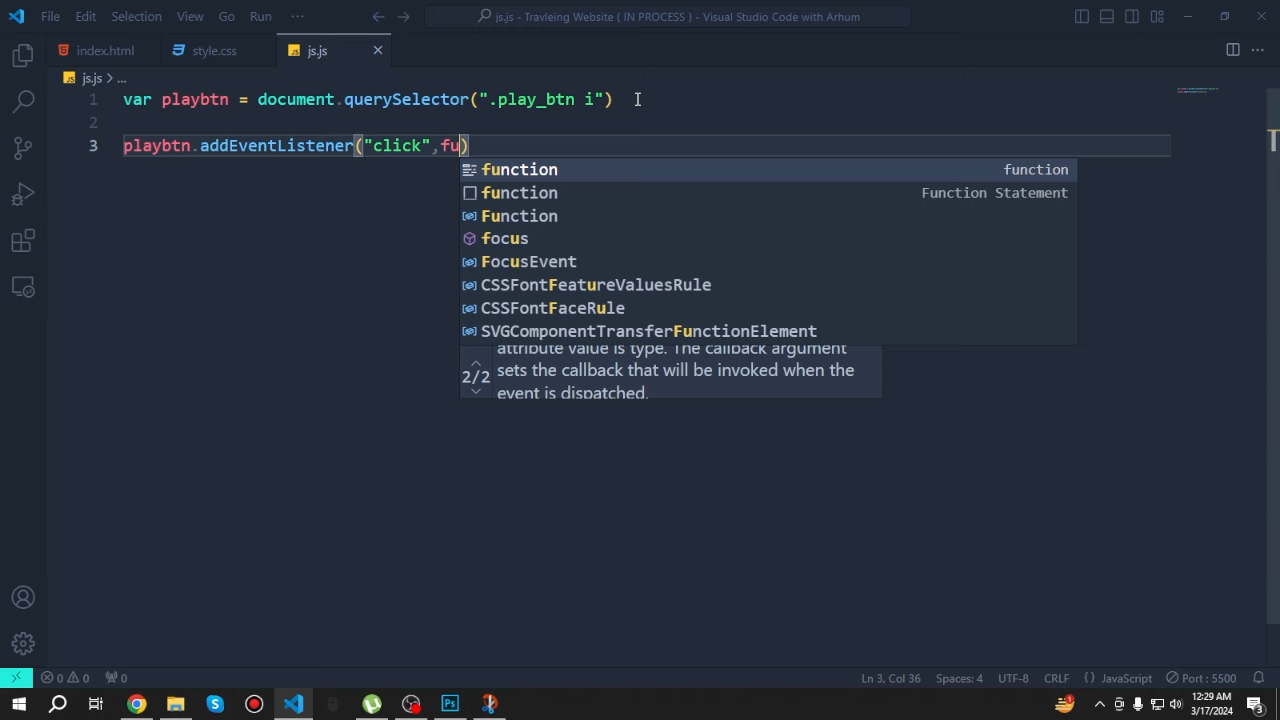 File Edit Selection View Go Run ··· js.js - Travleing Website ( IN PROCESS ) - Visual Studio Code with Arhum
index.html style.css js.js
js.js > ...
1 var playbtn = document.querySelector(".play_btn i")
2
3 playbtn.addEventListener("click",fu)
function function
function Function Statement
Function
focus
FocusEvent
CSSFontFeatureValuesRule
CSSFontFaceRule
SVGComponentTransferFunctionElement
attribute value is type. The callback argument
2/2 sets the callback that will be invoked when the
event is dispatched.
0 0 0 Ln 3, Col 36 Spaces: 4 UTF-8 CRLF {} JavaScript Port : 5500
12:29 AM
3/17/2024
Ps
1
3